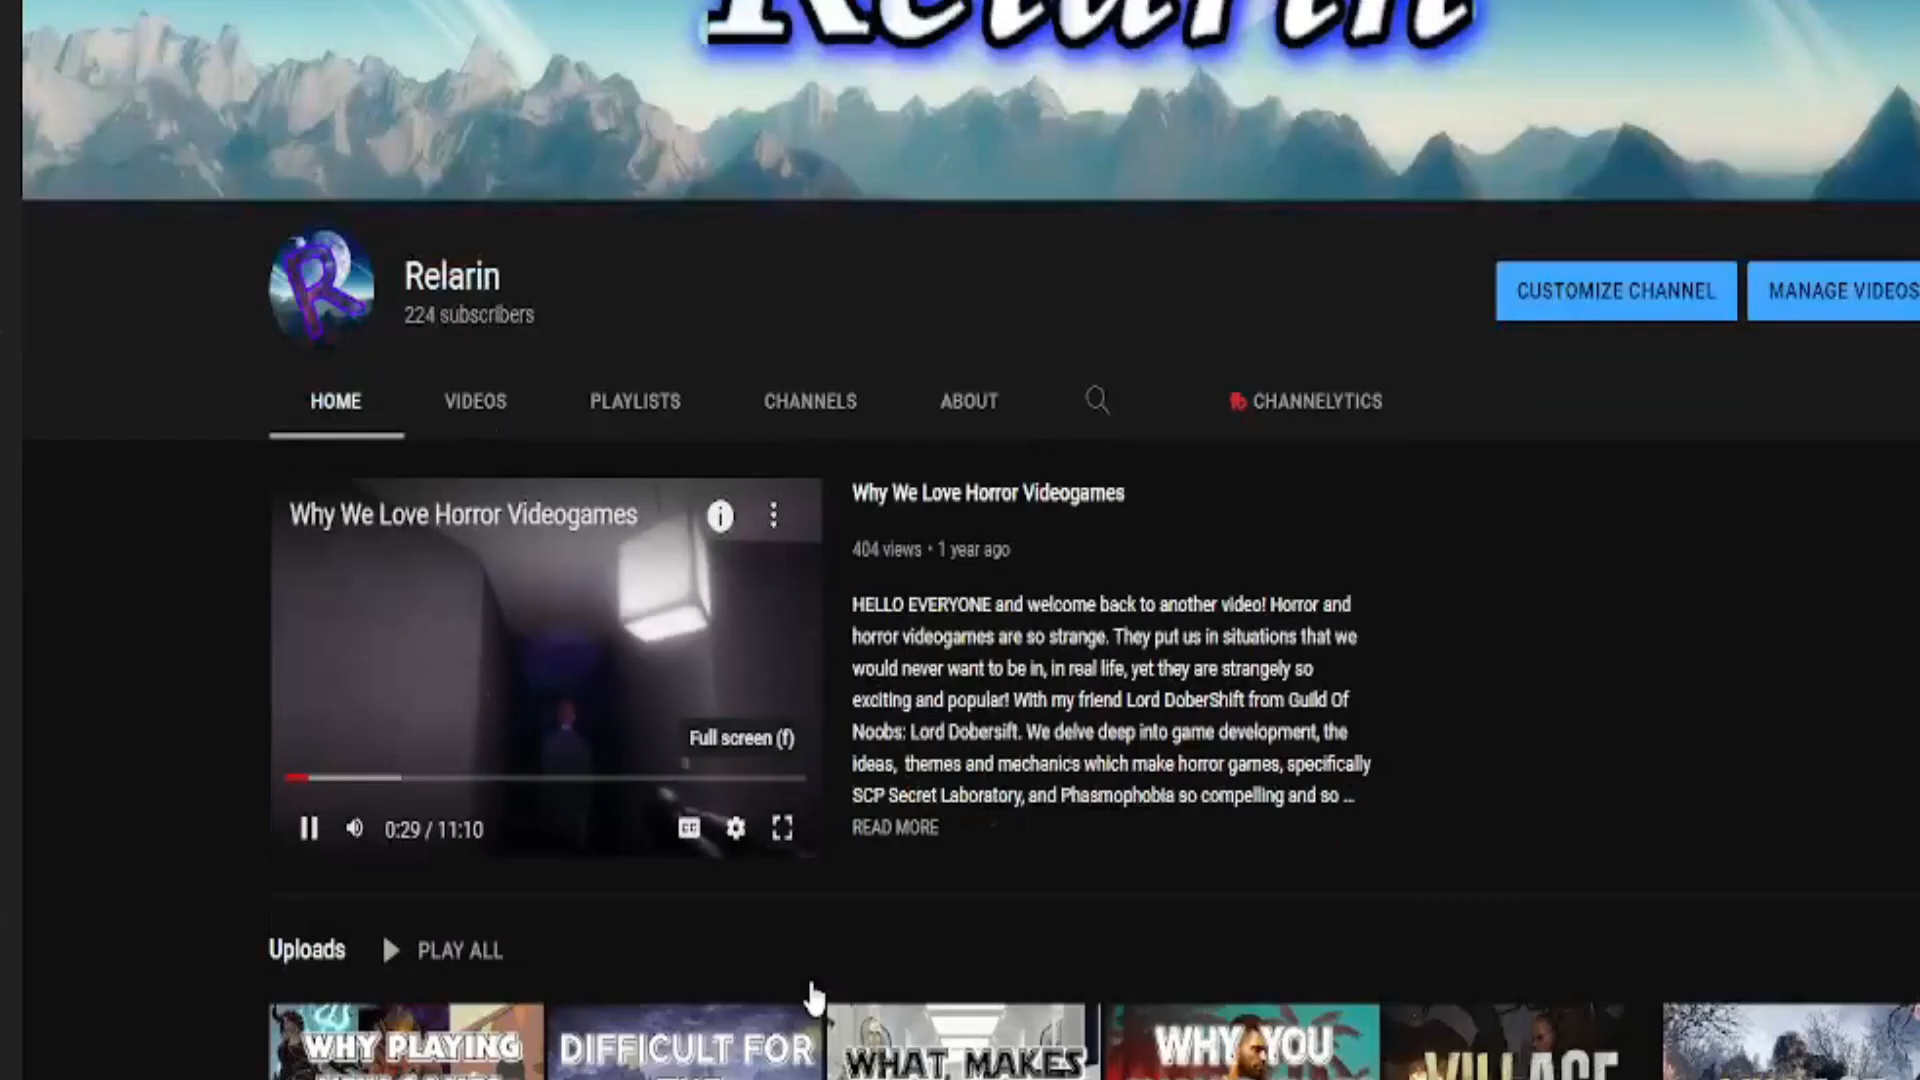 Relarin
Relarin
224 subscribers
CUSTOMIZE CHANNEL
MANAGE VIDEOS
HOME
VIDEOS
PLAYLISTS
CHANNELS
ABOUT
CHANNELYTICS
Why We Love Horror Videogames
Full screen (f)
0:29 / 11:10
Why We Love Horror Videogames
404 views • 1 year ago
HELLO EVERYONE and welcome back to another video! Horror and
horror videogames are so strange. They put us in situations that we
would never want to be in, in real life, yet they are strangely so
exciting and popular! With my friend Lord DoberShift from Guild Of
Noobs: Lord Dobersift. We delve deep into game development, the
ideas, themes and mechanics which make horror games, specifically
SCP Secret Laboratory, and Phasmophobia so compelling and so ...
READ MORE
Uploads
PLAY ALL
WHY PLAYING
DIFFICULT FOR
WHAT MAKES
WHY YOU
VILLAGE